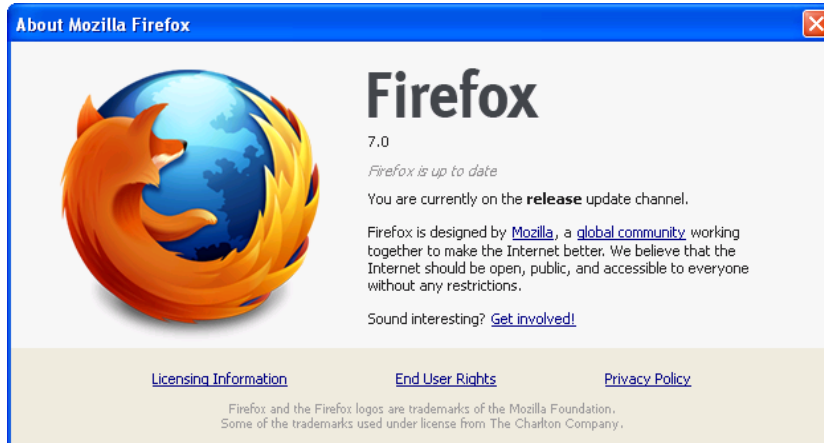 About Mozilla Firefox
Firefox
7.0
Firefox is up to date
You are currently on the release update channel.
Firefox is designed by Mozilla, a global community working
together to make the Internet better. We believe that the
Internet should be open, public, and accessible to everyone
without any restrictions.
Sound interesting? Get involved!
Licensing Information End User Rights Privacy Policy
Firefox and the Firefox logos are trademarks of the Mozilla Foundation.
Some of the trademarks used under license from The Charlton Company.